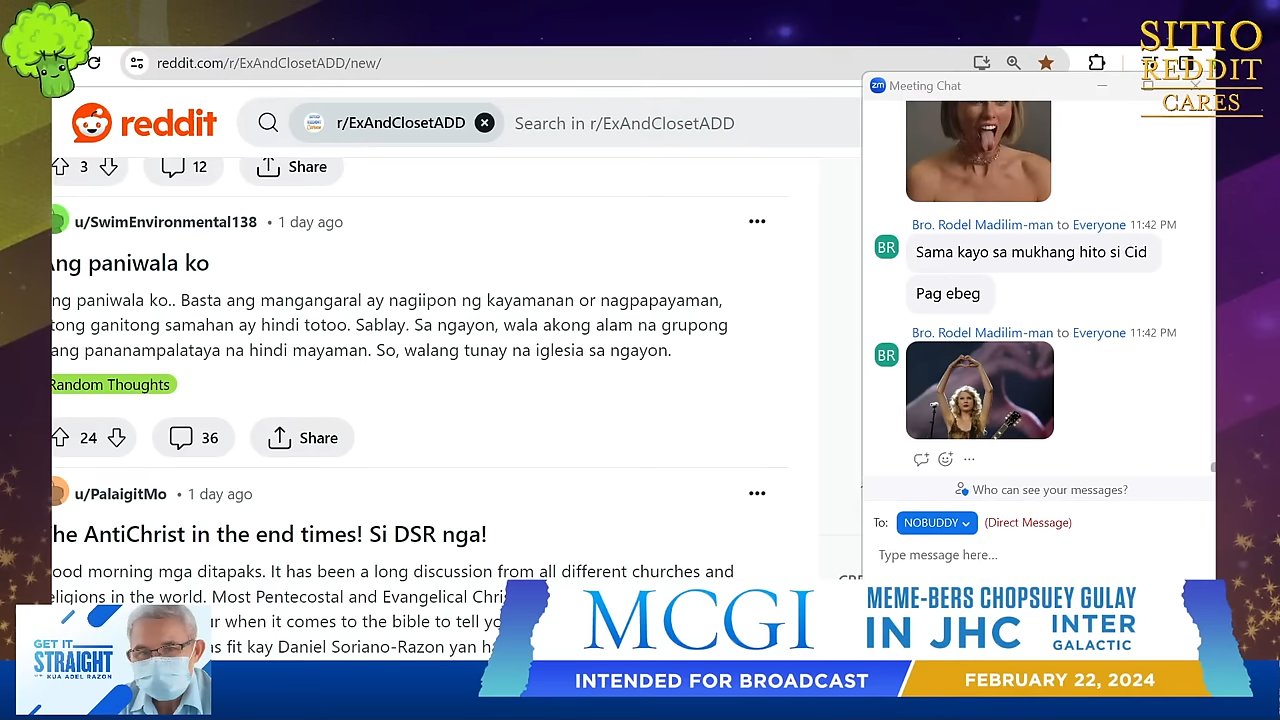 reddit.com/r/ExAndClosetADD/new/
SITIO
REDDIT
CARES
reddit
r/ExAndClosetADD
Search in r/ExAndClosetADD
3
12
Share
u/SwimEnvironmental138 • 1 day ago
ng paniwala ko
ng paniwala ko.. Basta ang mangangaral ay nagiipon ng kayamanan or nagpapayaman,
tong ganitong samahan ay hindi totoo. Sablay. Sa ngayon, wala akong alam na grupong
ang pananampalataya na hindi mayaman. So, walang tunay na iglesia sa ngayon.
Random Thoughts
24
36
Share
u/PalaigitMo • 1 day ago
he AntiChrist in the end times! Si DSR nga!
ood morning mga ditapaks. It has been a long discussion from all different churches and
eligions in the world. Most Pentecostal and Evangelical Chri
ur when it comes to the bible to tell yo
s fit kay Daniel Soriano-Razon yan h
zm Meeting Chat
Bro. Rodel Madilim-man to Everyone 11:42 PM
BR
Sama kayo sa mukhang hito si Cid
Pag ebeg
Bro. Rodel Madilim-man to Everyone 11:42 PM
BR
Who can see your messages?
To: NOBUDDY (Direct Message)
Type message here...
GET IT
STRAIGHT
KUA ADEL RAZON
MCGI
MEME-BERS CHOPSUEY GULAY
IN JHC
INTER
GALACTIC
INTENDED FOR BROADCAST
FEBRUARY 22, 2024